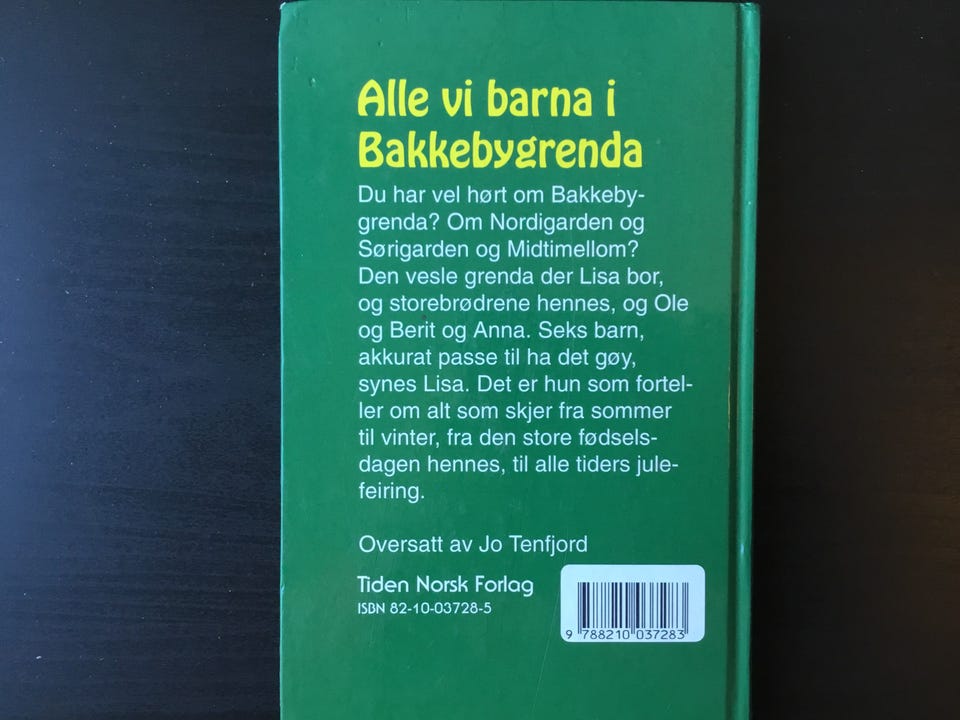 Alle vi barna i
Bakkebygrenda
Du har vel hørt om Bakkeby-
grenda? Om Nordigarden og
Sørigarden og Midtimellom?
Den vesle grenda der Lisa bor,
og storebrødrene hennes, og Ole
og Berit og Anna. Seks barn,
akkurat passe til ha det gøy,
synes Lisa. Det er hun som fortel-
ler om alt som skjer fra sommer
til vinter, fra den store fødsels-
dagen hennes, til alle tiders jule-
feiring.
Oversatt av Jo Tenfjord
Tiden Norsk Forlag
ISBN 82-10-03728-5
9 788210 037283